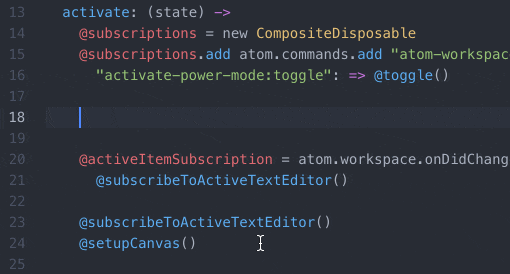 13 activate: (state) ->
14 @subscriptions = new CompositeDisposable
15 @subscriptions.add atom.commands.add "atom-workspac
16 "activate-power-mode:toggle": => @toggle()
17
18
19
20 @activeItemSubscription = atom.workspace.onDidChang
21 @subscribeToActiveTextEditor()
22
23 @subscribeToActiveTextEditor()
24 @setupCanvas()
25